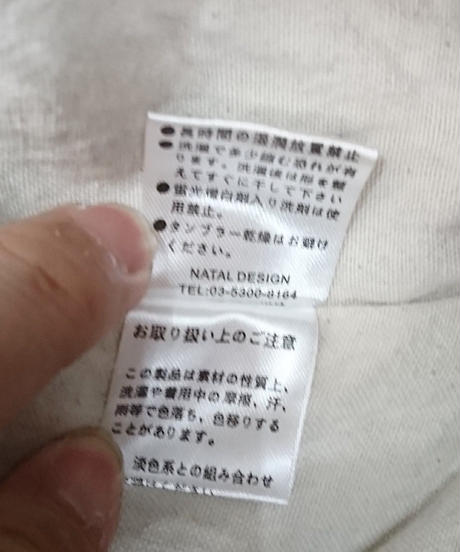 ●長時間の湿潤放置禁止
●洗濯で多少縮む恐れが有
ります。洗濯後は形を整
えてすぐに干して下さい
●蛍光増白剤入り洗剤は使
用禁止。
●タンブラー乾燥はお避け
ください。
NATAL DESIGN
TEL:03-5300-8164
お取り扱い上のご注意
この製品は素材の性質上、
洗濯や着用中の摩擦、汗、
雨等で色落ち、色移りする
ことがあります。
淡色系との組み合わせ